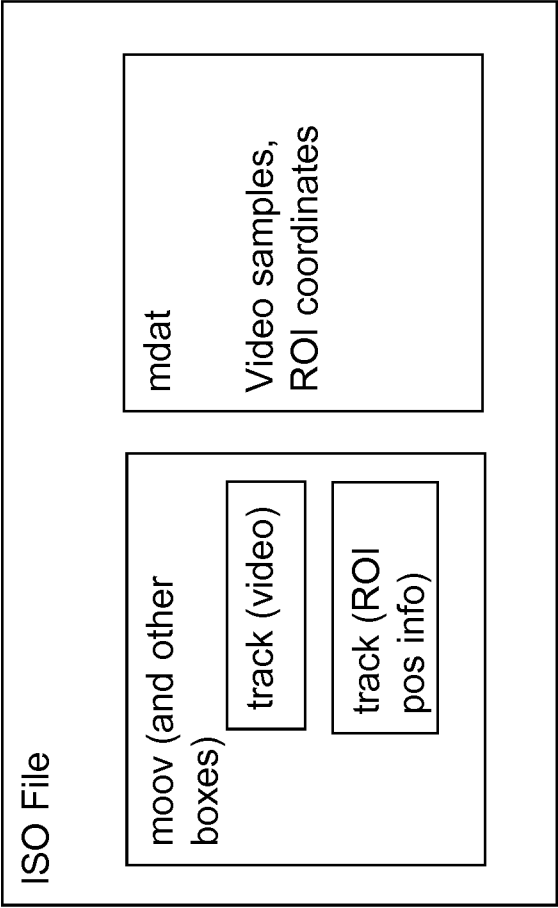 ISO File
moov (and other
boxes)
track (video)
track (ROI
pos info)
mdat
Video samples,
ROI coordinates